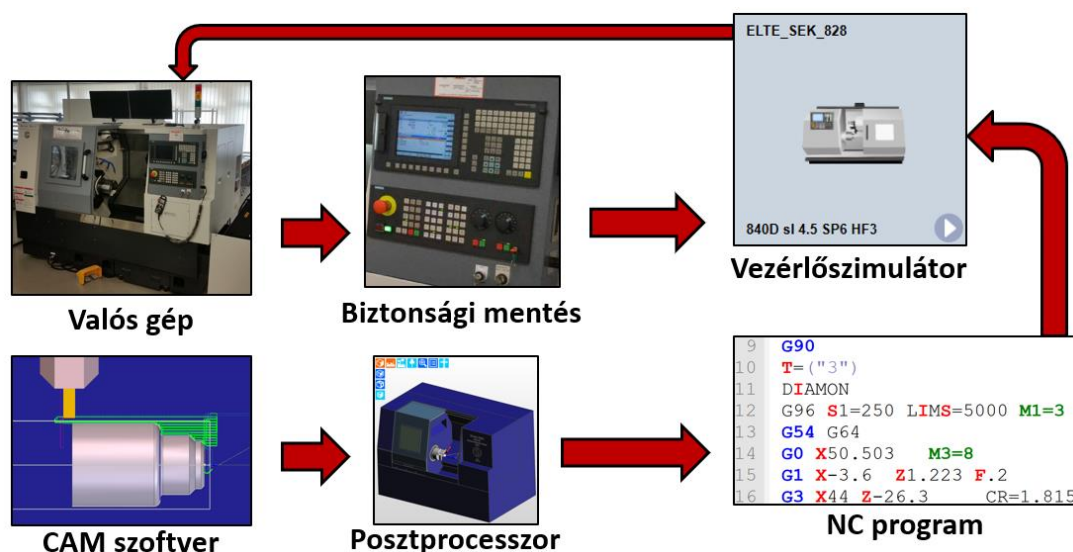 ELTE_SEK_828
840D sl 4.5 SP6 HF3
Valós gép
Biztonsági mentés
Vezérlőszimulátor
9 G90
10 T=("3")
11 DIAMON
12 G96 S1=250 LIMS=5000 M1=3
13 G54 G64
14 G0 X50.503 M3=8
15 G1 X-3.6 Z1.223 F.2
16 G3 X44 Z-26.3 CR=1.815
CAM szoftver
Posztprocesszor
NC program